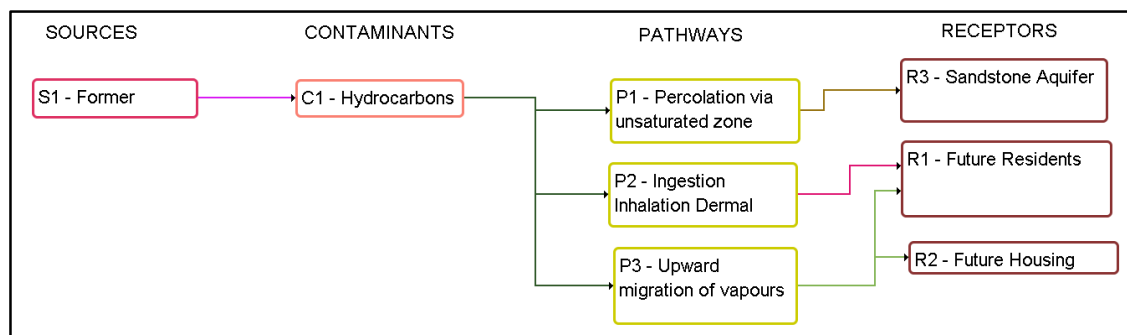 SOURCES
CONTAMINANTS
PATHWAYS
RECEPTORS
S1 - Former
C1 - Hydrocarbons
P1 - Percolation via
unsaturated zone
P2 - Ingestion
Inhalation Dermal
P3 - Upward
migration of vapours
R3 - Sandstone Aquifer
R1 - Future Residents
R2 - Future Housing